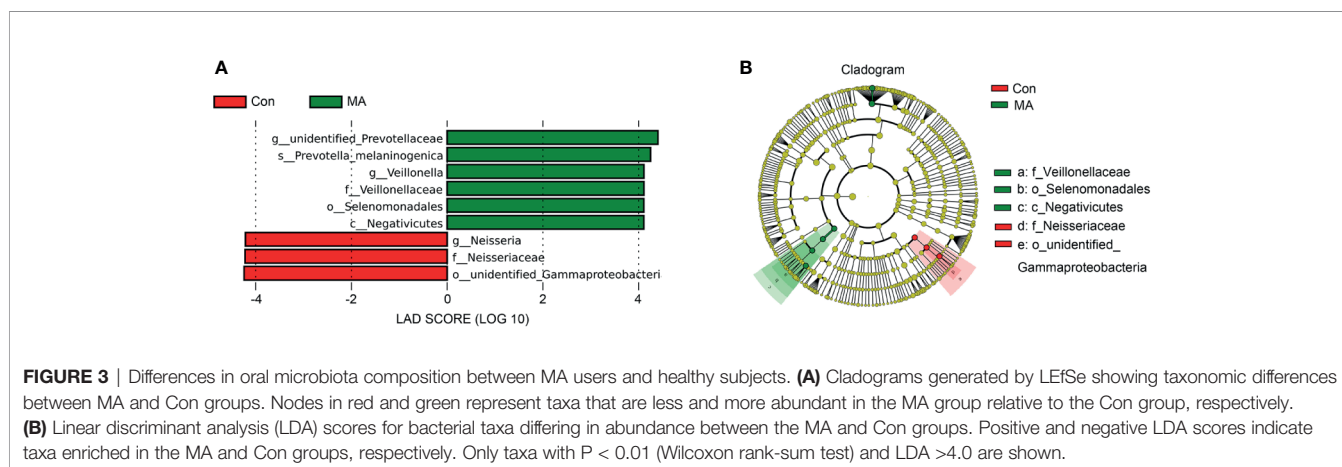 A
Con MA
g__unidentified_Prevotellaceae
s__Prevotella_melaninogenica
g__Veillonella
f__Veillonellaceae
o__Selenomonadales
c__Negativicutes
g__Neisseria
f__Neisseriaceae
o__unidentified_Gammaproteobacteri
-4 -2 0 2 4
LAD SCORE (LOG 10)
B
Cladogram
Con
MA
a: f_Veillonellaceae
b: o_Selenomonadales
c: c_Negativicutes
d: f_Neisseriaceae
e: o_unidentified_
Gammaproteobacteria
FIGURE 3 | Differences in oral microbiota composition between MA users and healthy subjects. (A) Cladograms generated by LEfSe showing taxonomic differences
between MA and Con groups. Nodes in red and green represent taxa that are less and more abundant in the MA group relative to the Con group, respectively.
(B) Linear discriminant analysis (LDA) scores for bacterial taxa differing in abundance between the MA and Con groups. Positive and negative LDA scores indicate
taxa enriched in the MA and Con groups, respectively. Only taxa with P < 0.01 (Wilcoxon rank-sum test) and LDA >4.0 are shown.